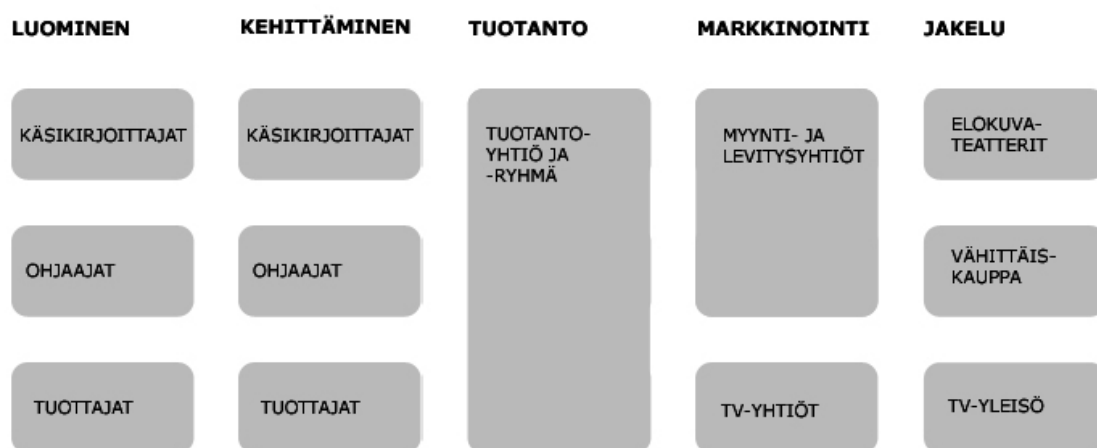 LUOMINEN
KEHITTÄMINEN
TUOTANTO
MARKKINOINTI
JAKELU
KÄSIKIRJOITTAJAT
OHJAAJAT
TUOTTAJAT
KÄSIKIRJOITTAJAT
OHJAAJAT
TUOTTAJAT
TUOTANTO-
YHTIÖ JA
-RYHMÄ
MYYNTI- JA
LEVITYSYHTIÖT
TV-YHTIÖT
ELOKUVA-
TEATTERIT
VÄHITTÄIS-
KAUPPA
TV-YLEISÖ